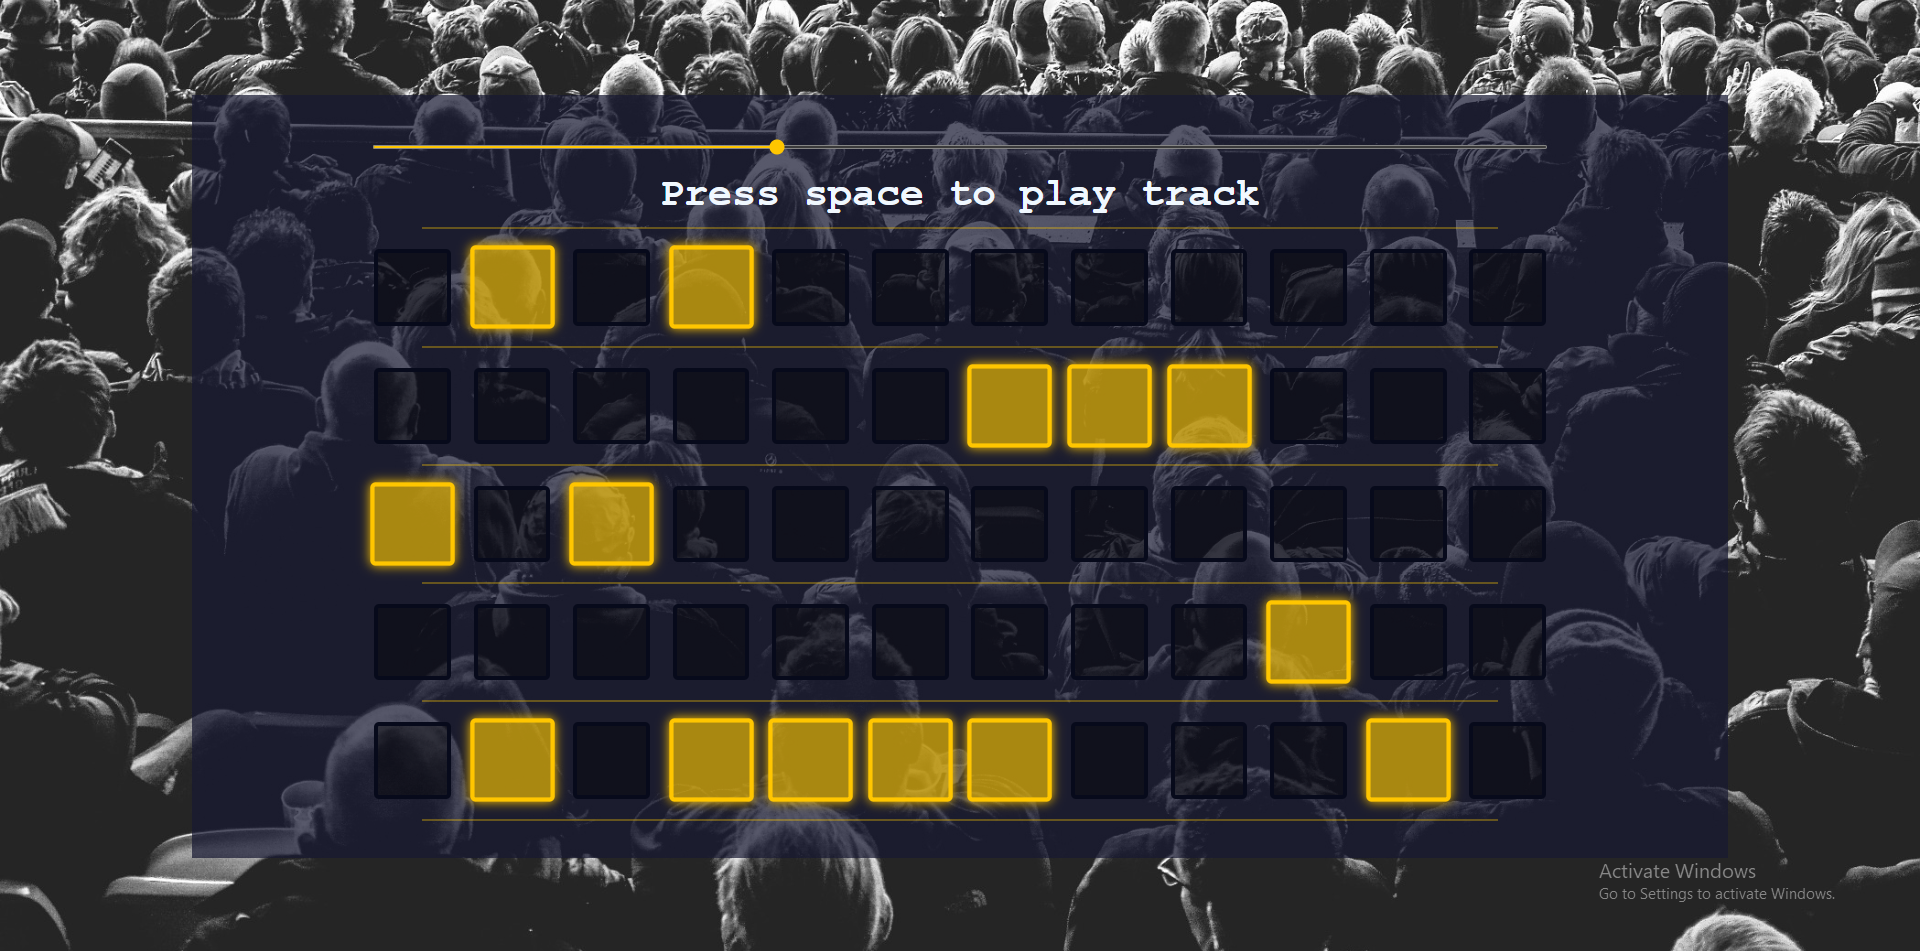 Press space to play track
Activate Windows
Go to Settings to activate Windows.